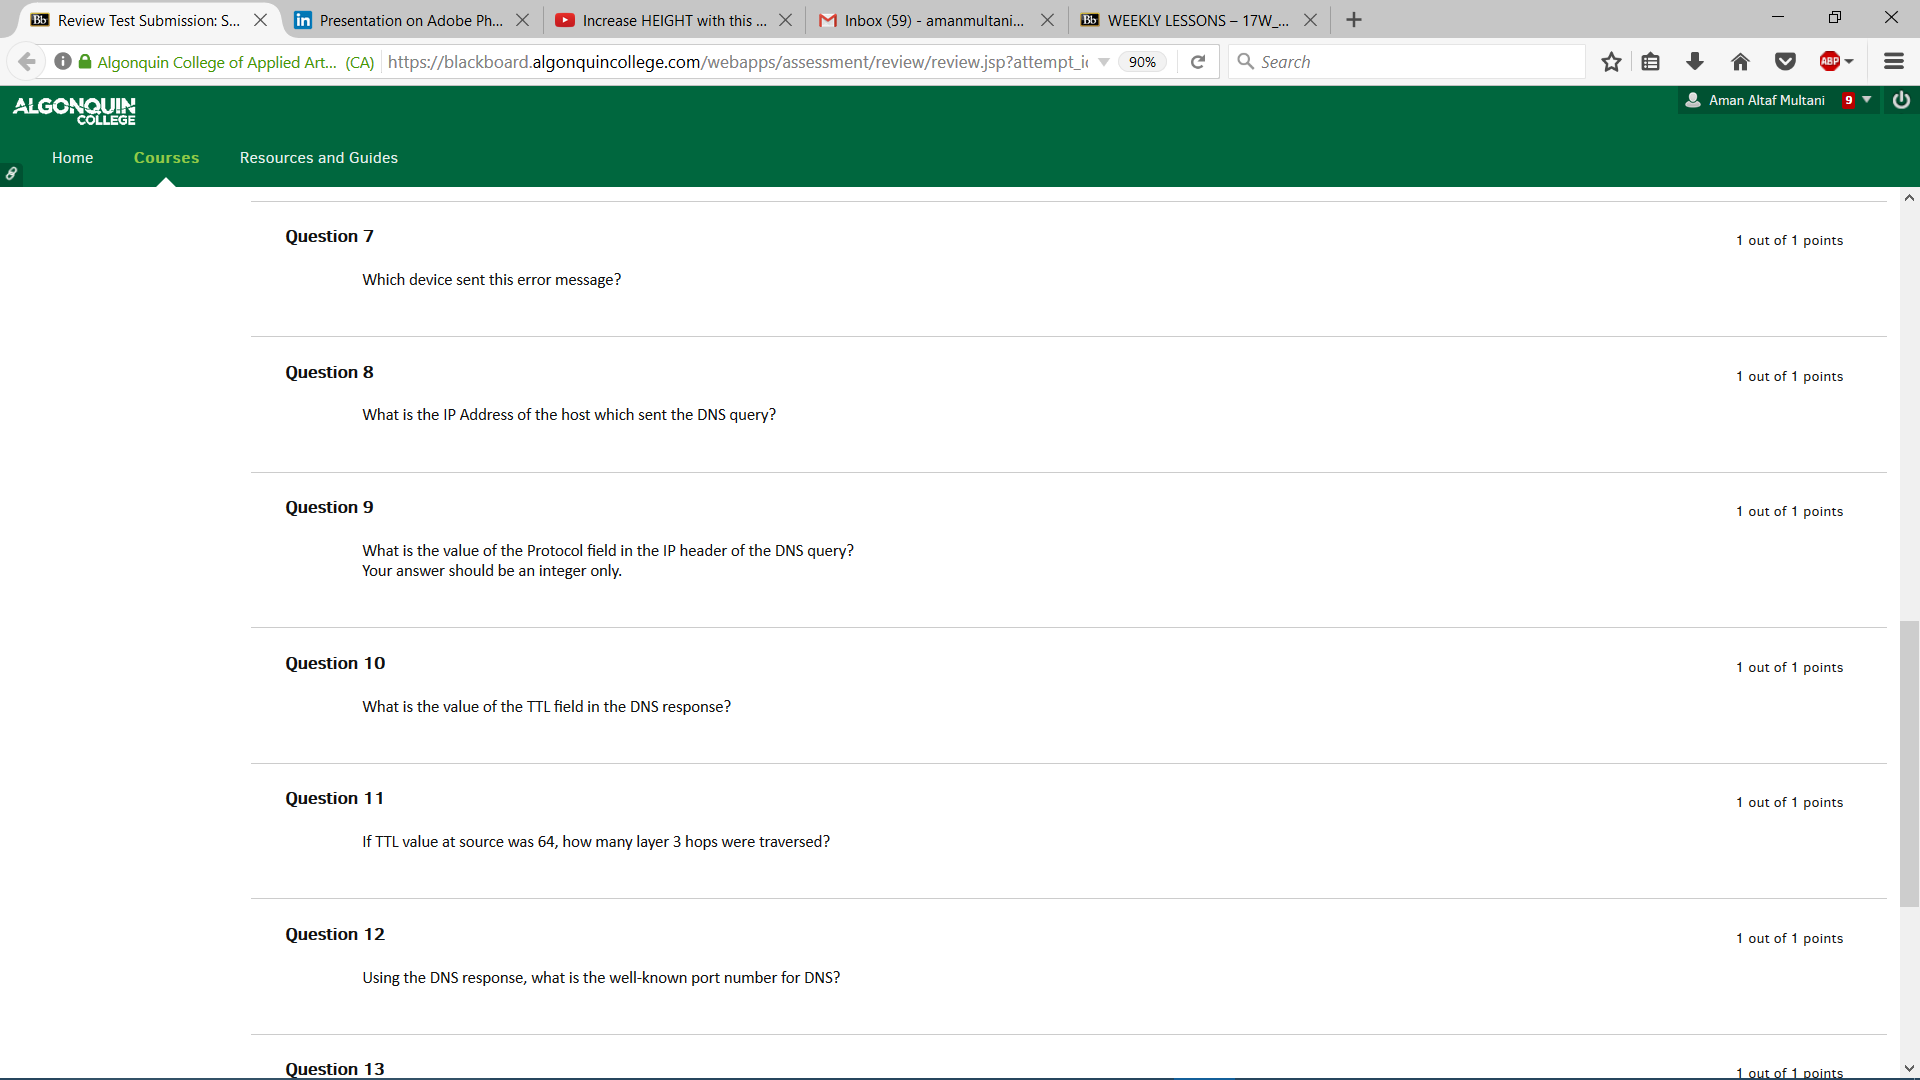 Bb Review Test Submission: S...
in Presentation on Adobe Ph...
Increase HEIGHT with this ...
Inbox (59) - amanmultani...
Bb WEEKLY LESSONS – 17W_...
Algonquin College of Applied Art... (CA)
https://blackboard.algonquincollege.com/webapps/assessment/review/review.jsp?attempt_i
90%
Search
ABP
ALGONQUIN
COLLEGE
Aman Altaf Multani 9
Home
Courses
Resources and Guides
Question 7
1 out of 1 points
Which device sent this error message?
Question 8
1 out of 1 points
What is the IP Address of the host which sent the DNS query?
Question 9
1 out of 1 points
What is the value of the Protocol field in the IP header of the DNS query?
Your answer should be an integer only.
Question 10
1 out of 1 points
What is the value of the TTL field in the DNS response?
Question 11
1 out of 1 points
If TTL value at source was 64, how many layer 3 hops were traversed?
Question 12
1 out of 1 points
Using the DNS response, what is the well-known port number for DNS?
Question 13
1 out of 1 points